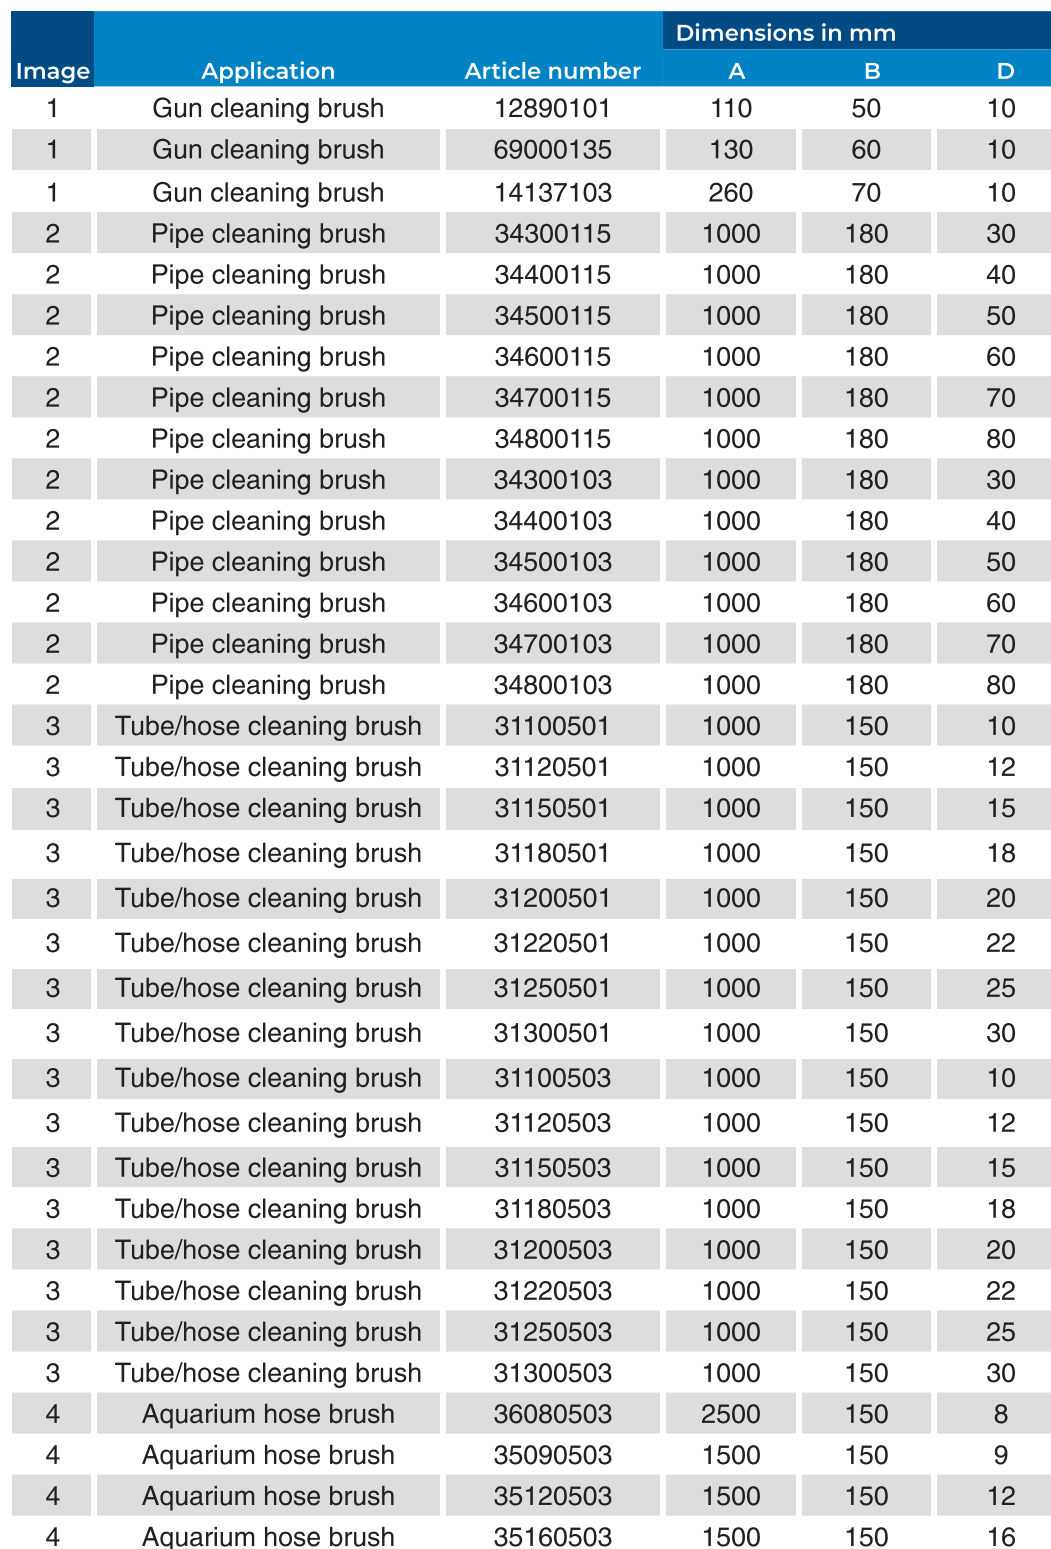 Dimensions in mm
Image Application Article number A B D
1 Gun cleaning brush 12890101 110 50 10
1 Gun cleaning brush 69000135 130 60 10
1 Gun cleaning brush 14137103 260 70 10
2 Pipe cleaning brush 34300115 1000 180 30
2 Pipe cleaning brush 34400115 1000 180 40
2 Pipe cleaning brush 34500115 1000 180 50
2 Pipe cleaning brush 34600115 1000 180 60
2 Pipe cleaning brush 34700115 1000 180 70
2 Pipe cleaning brush 34800115 1000 180 80
2 Pipe cleaning brush 34300103 1000 180 30
2 Pipe cleaning brush 34400103 1000 180 40
2 Pipe cleaning brush 34500103 1000 180 50
2 Pipe cleaning brush 34600103 1000 180 60
2 Pipe cleaning brush 34700103 1000 180 70
2 Pipe cleaning brush 34800103 1000 180 80
3 Tube/hose cleaning brush 31100501 1000 150 10
3 Tube/hose cleaning brush 31120501 1000 150 12
3 Tube/hose cleaning brush 31150501 1000 150 15
3 Tube/hose cleaning brush 31180501 1000 150 18
3 Tube/hose cleaning brush 31200501 1000 150 20
3 Tube/hose cleaning brush 31220501 1000 150 22
3 Tube/hose cleaning brush 31250501 1000 150 25
3 Tube/hose cleaning brush 31300501 1000 150 30
3 Tube/hose cleaning brush 31100503 1000 150 10
3 Tube/hose cleaning brush 31120503 1000 150 12
3 Tube/hose cleaning brush 31150503 1000 150 15
3 Tube/hose cleaning brush 31180503 1000 150 18
3 Tube/hose cleaning brush 31200503 1000 150 20
3 Tube/hose cleaning brush 31220503 1000 150 22
3 Tube/hose cleaning brush 31250503 1000 150 25
3 Tube/hose cleaning brush 31300503 1000 150 30
4 Aquarium hose brush 36080503 2500 150 8
4 Aquarium hose brush 35090503 1500 150 9
4 Aquarium hose brush 35120503 1500 150 12
4 Aquarium hose brush 35160503 1500 150 16